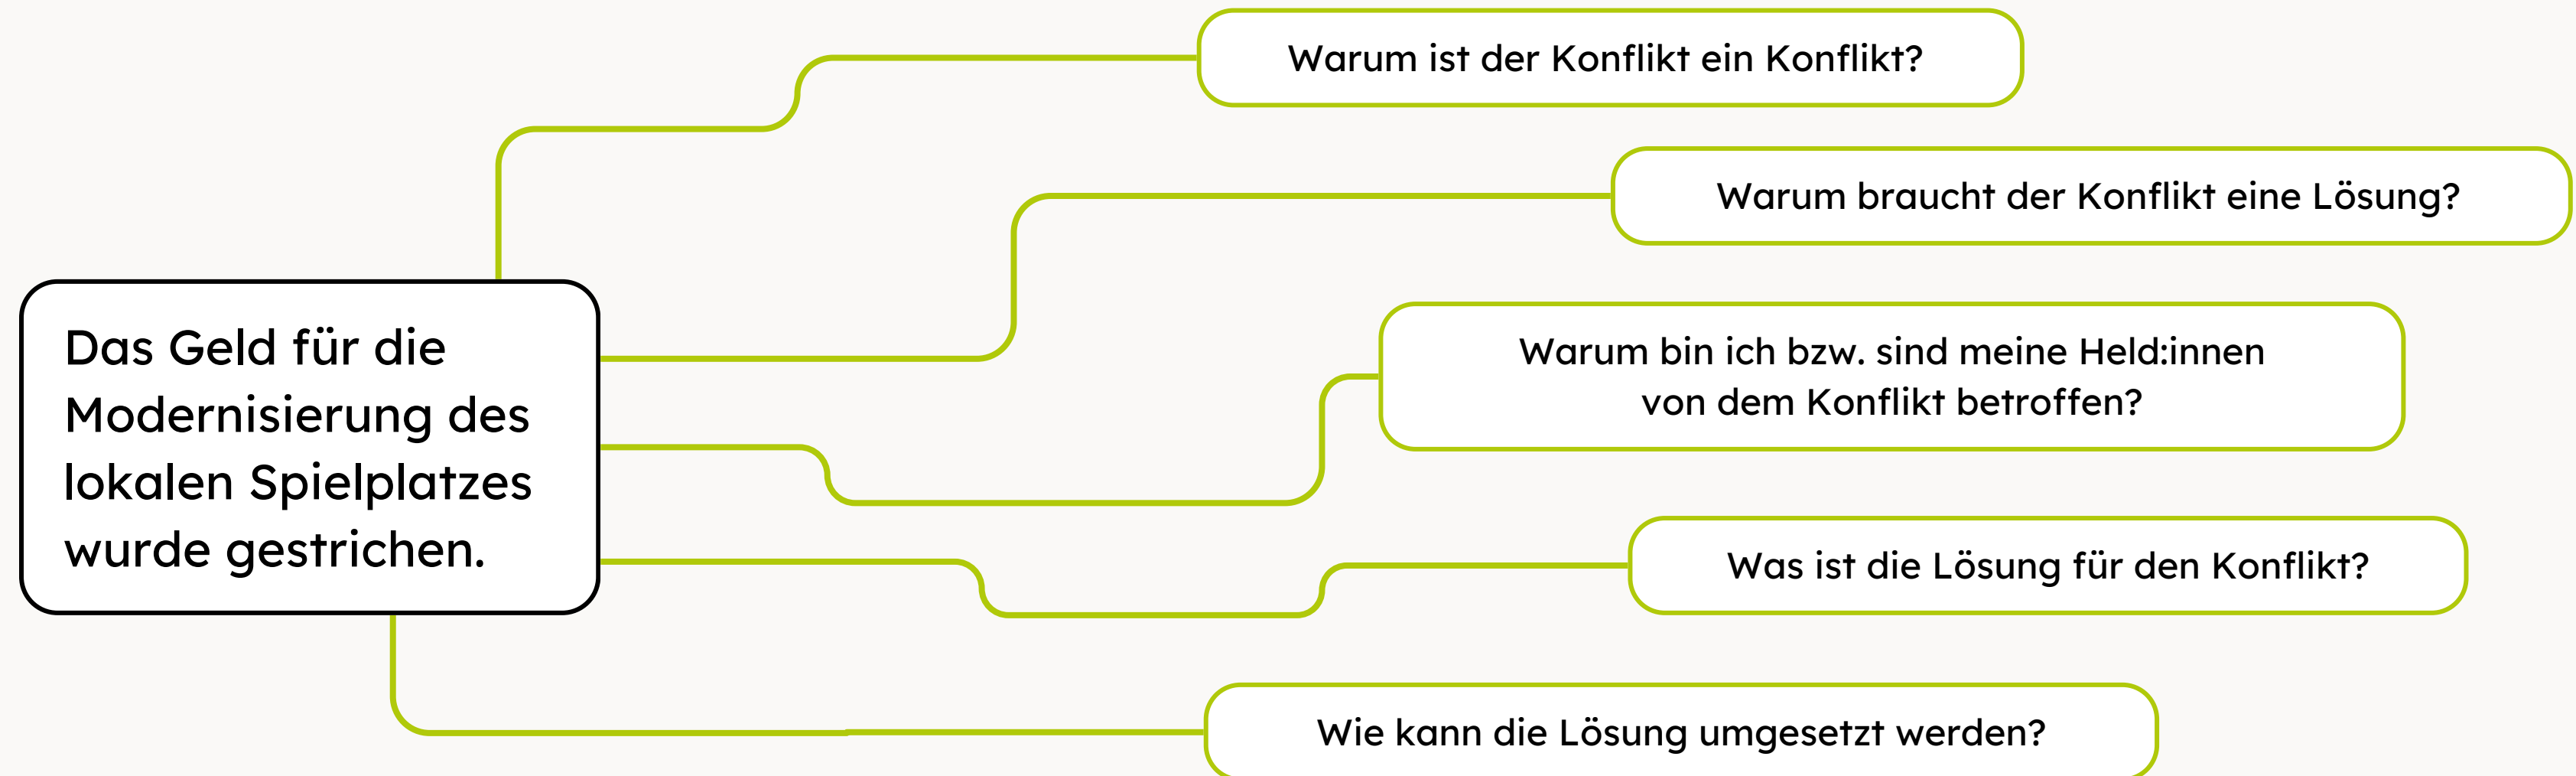 Warum ist der Konflikt ein Konflikt?
Warum braucht der Konflikt eine Lösung?
Das Geld für die
Modernisierung des
lokalen Spielplatzes
wurde gestrichen.
Warum bin ich bzw. sind meine Held:innen
von dem Konflikt betroffen?
Was ist die Lösung für den Konflikt?
Wie kann die Lösung umgesetzt werden?